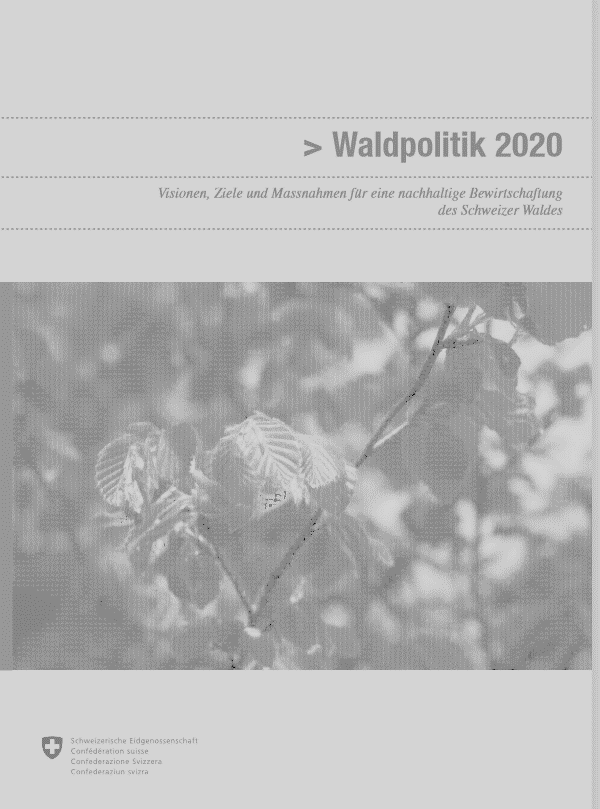 > Waldpolitik 2020
Visionen, Ziele und Massnahmen für eine nachhaltige Bewirtschaftung
des Schweizer Waldes
Schweizerische Eidgenossenschaft
Confédération suisse
Confederazione Svizzera
Confederaziun svizra